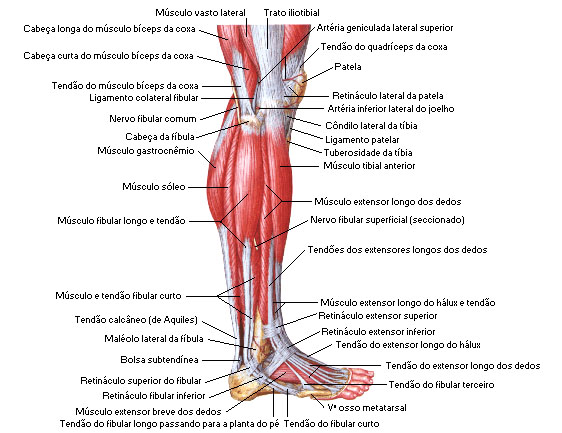 Músculo vasto lateral
Trato iliotibial
Cabeça longa do músculo bíceps da coxa
Artéria geniculada lateral superior
Tendão do quadríceps da coxa
Cabeça curta do músculo bíceps da coxa
Patela
Tendão do músculo bíceps da coxa
Retináculo lateral da patela
Ligamento colateral fibular
Artéria inferior lateral do joelho
Nervo fibular comum
Côndilo lateral da tíbia
Cabeça da fíbula
Ligamento patelar
Músculo gastrocnêmio
Tuberosidade da tíbia
Músculo tibial anterior
Músculo sóleo
Músculo extensor longo dos dedos
Músculo fibular longo e tendão
Nervo fibular superficial (seccionado)
Tendões dos extensores longos dos dedos
Músculo e tendão fibular curto
Músculo extensor longo do hálux e tendão
Retináculo extensor superior
Tendão calcâneo (de Aquiles)
Retináculo extensor inferior
Maléolo lateral da fíbula
Tendão do extensor longo do hálux
Bolsa subtendínea
Tendão do extensor longo dos dedos
Retináculo superior do fibular
Tendão do fibular terceiro
Retináculo fibular inferior
Músculo extensor breve dos dedos
Vº osso metatarsal
Tendão do fibular longo passando para a planta do pé
Tendão do fibular curto